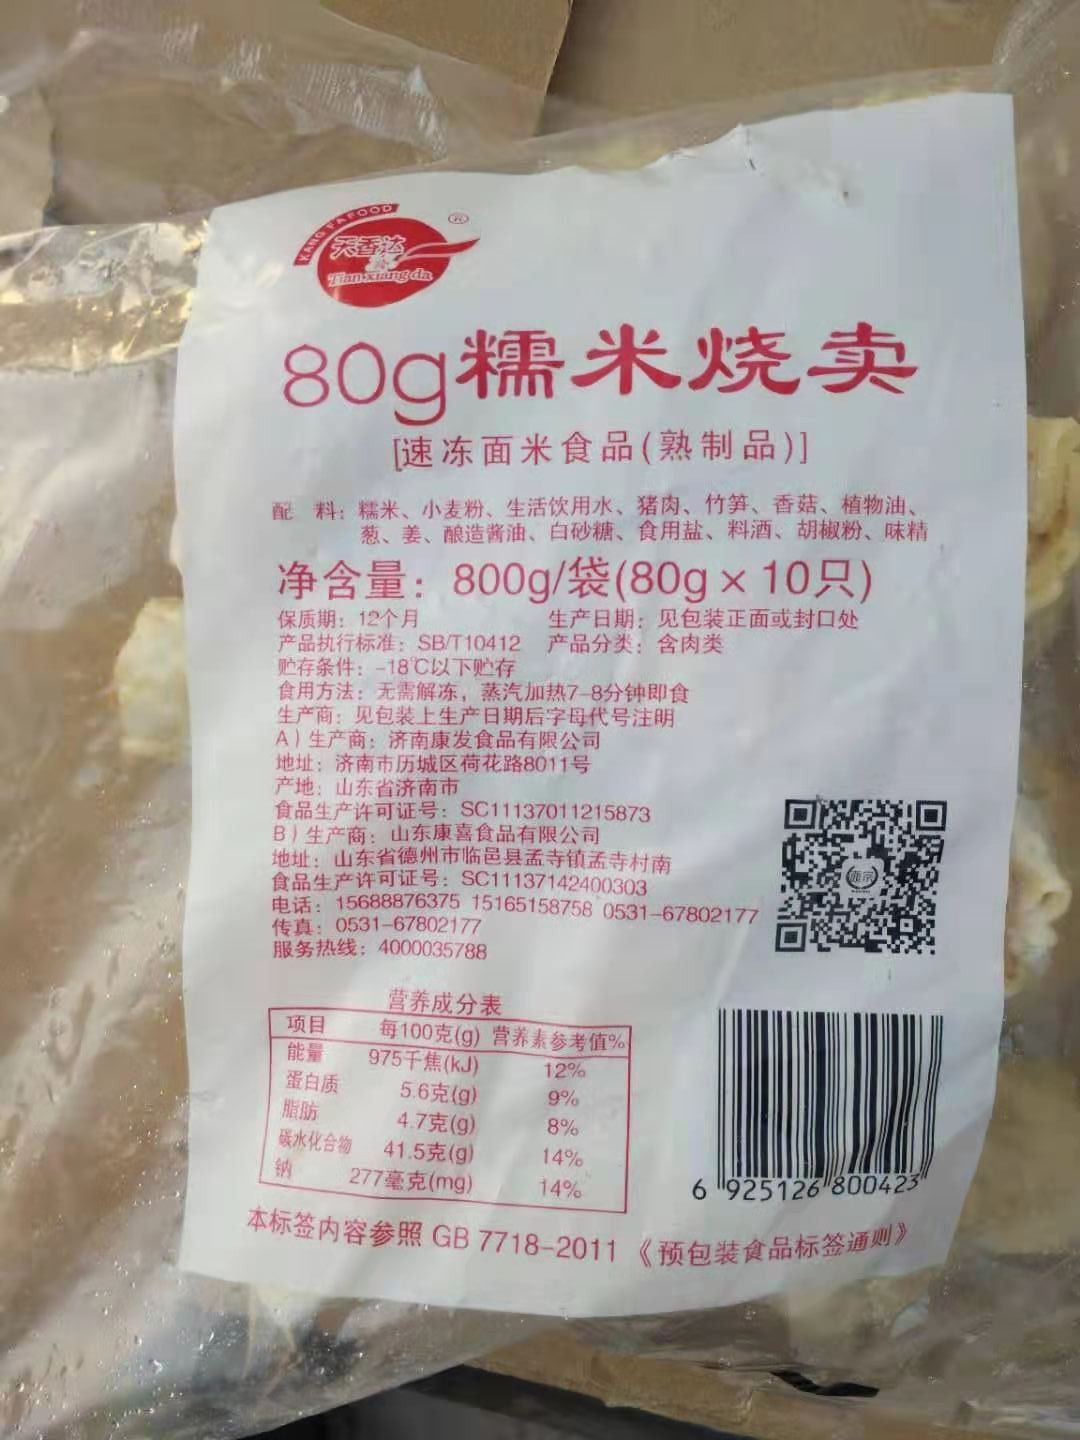 KANG FA FOOD
®
天香达
Tian xiang da
80g糯米烧卖
[速冻面米食品(熟制品)]
配 料：糯米、小麦粉、生活饮用水、猪肉、竹笋、香菇、植物油、
葱、姜、酿造酱油、白砂糖、食用盐、料酒、胡椒粉、味精
净含量：800g/袋(80g×10只)
保质期：12个月 生产日期：见包装正面或封口处
产品执行标准：SB/T10412 产品分类：含肉类
贮存条件：-18℃以下贮存
食用方法：无需解冻，蒸汽加热7-8分钟即食
生产商：见包装上生产日期后字母代号注明
A）生产商：济南康发食品有限公司
地址：济南市历城区荷花路8011号
产地：山东省济南市
食品生产许可证号：SC11137011215873
B）生产商：山东康喜食品有限公司
地址：山东省德州市临邑县孟寺镇孟寺村南
食品生产许可证号：SC11137142400303
电话：15688876375 15165158758 0531-67802177
传真：0531-67802177
服务热线：4000035788
营养成分表
项目 每100克(g) 营养素参考值%
能量 975千焦(kJ) 12%
蛋白质 5.6克(g) 9%
脂肪 4.7克(g) 8%
碳水化合物 41.5克(g) 14%
钠 277毫克(mg) 14%
6 925126 800423
本标签内容参照 GB 7718-2011 《预包装食品标签通则》